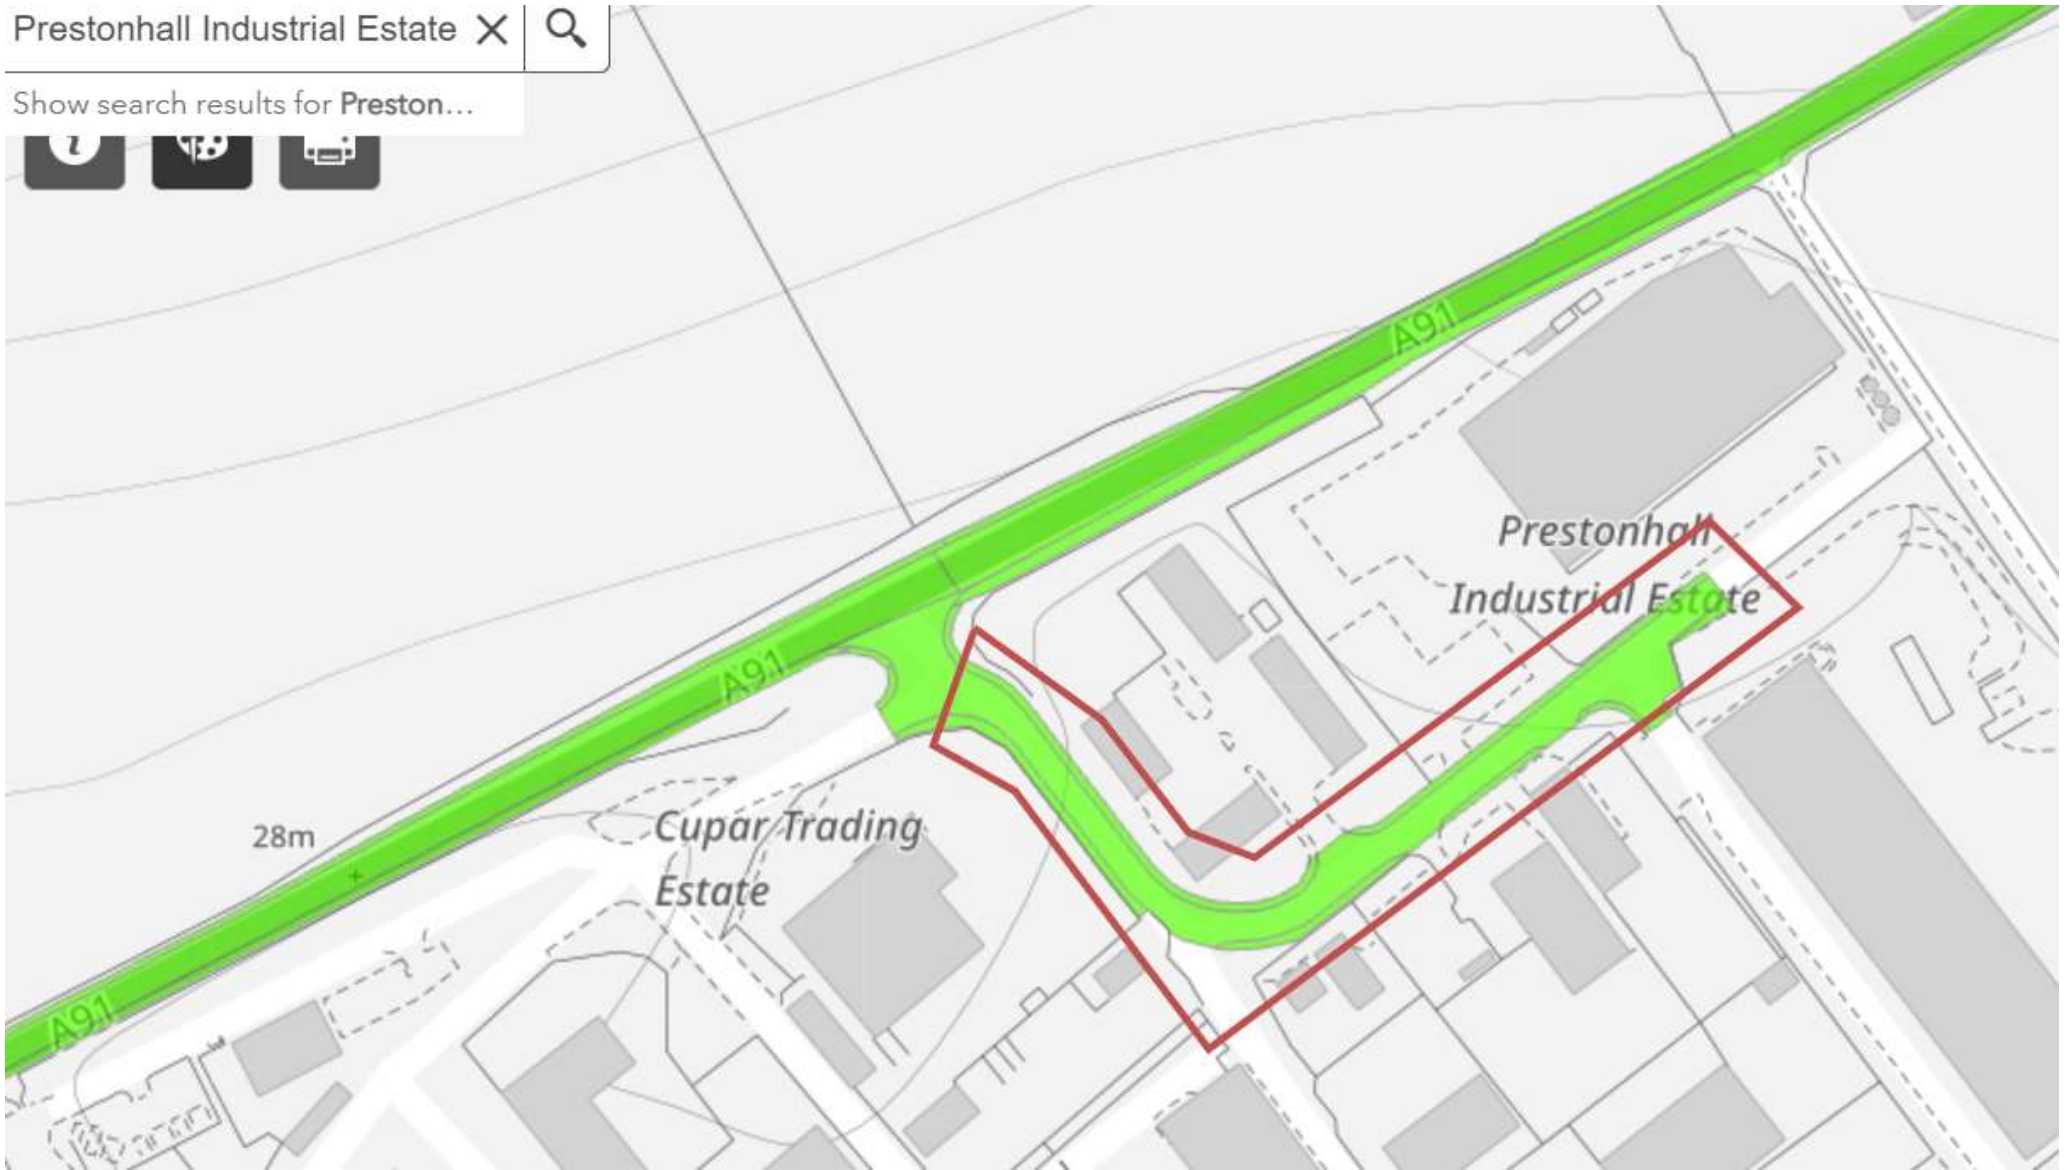 Prestonhall Industrial Estate
Show search results for Preston...
A91
Prestonhall
Industrial Estate
A91
28m
Cupar Trading
Estate
A91